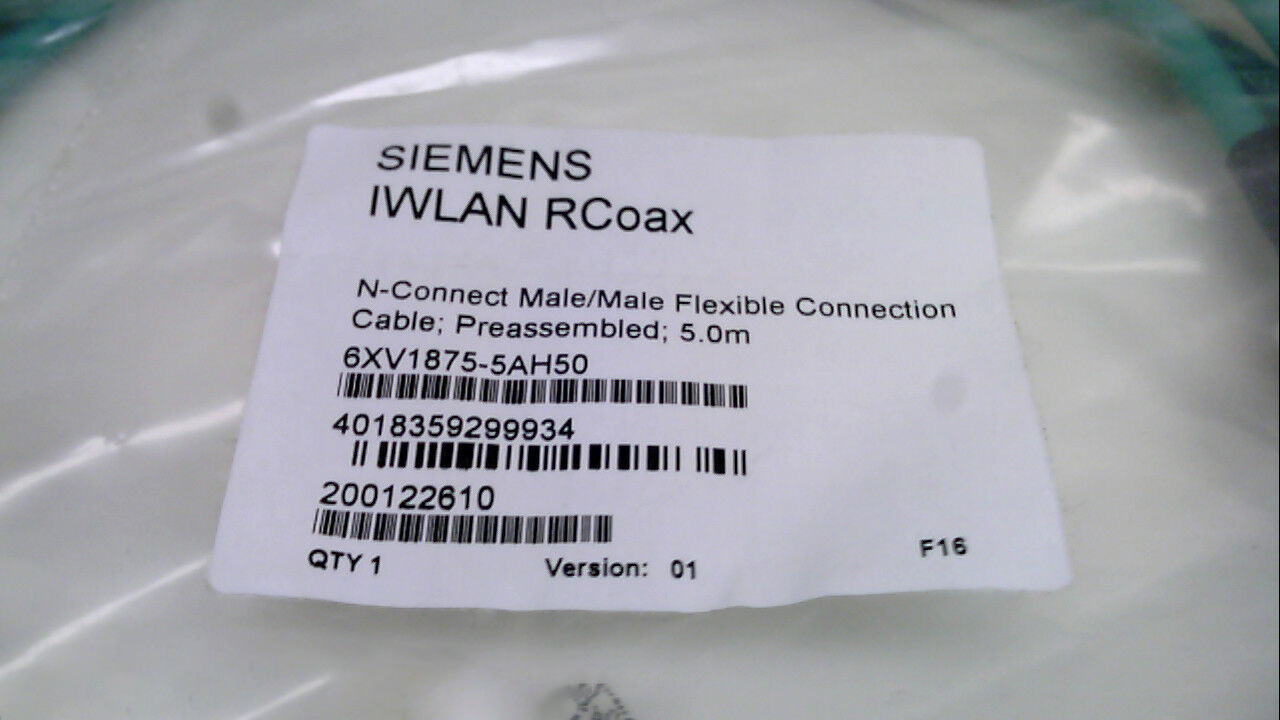 SIEMENS
IWLAN RCoax
N-Connect Male/Male Flexible Connection
Cable; Preassembled; 5.0m
6XV1875-5AH50
4018359299934
200122610
QTY 1 Version: 01 F16